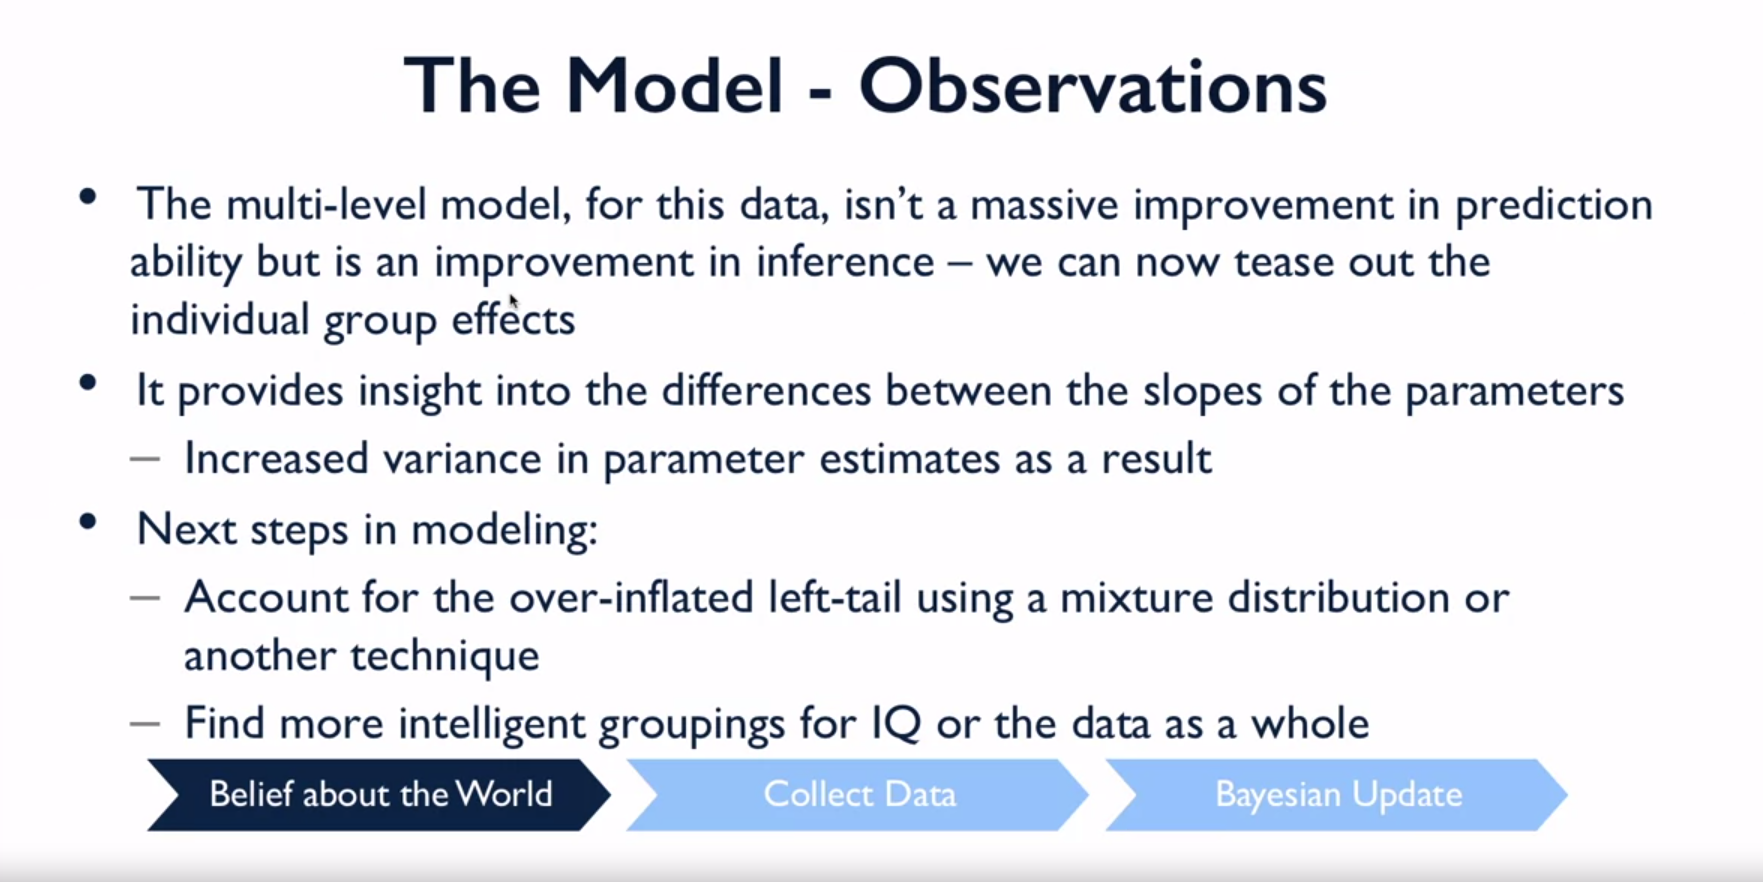 The Model - Observations
• The multi-level model, for this data, isn’t a massive improvement in prediction
ability but is an improvement in inference – we can now tease out the
individual group effects
• It provides insight into the differences between the slopes of the parameters
– Increased variance in parameter estimates as a result
• Next steps in modeling:
– Account for the over-inflated left-tail using a mixture distribution or
another technique
– Find more intelligent groupings for IQ or the data as a whole
Belief about the World
Collect Data
Bayesian Update